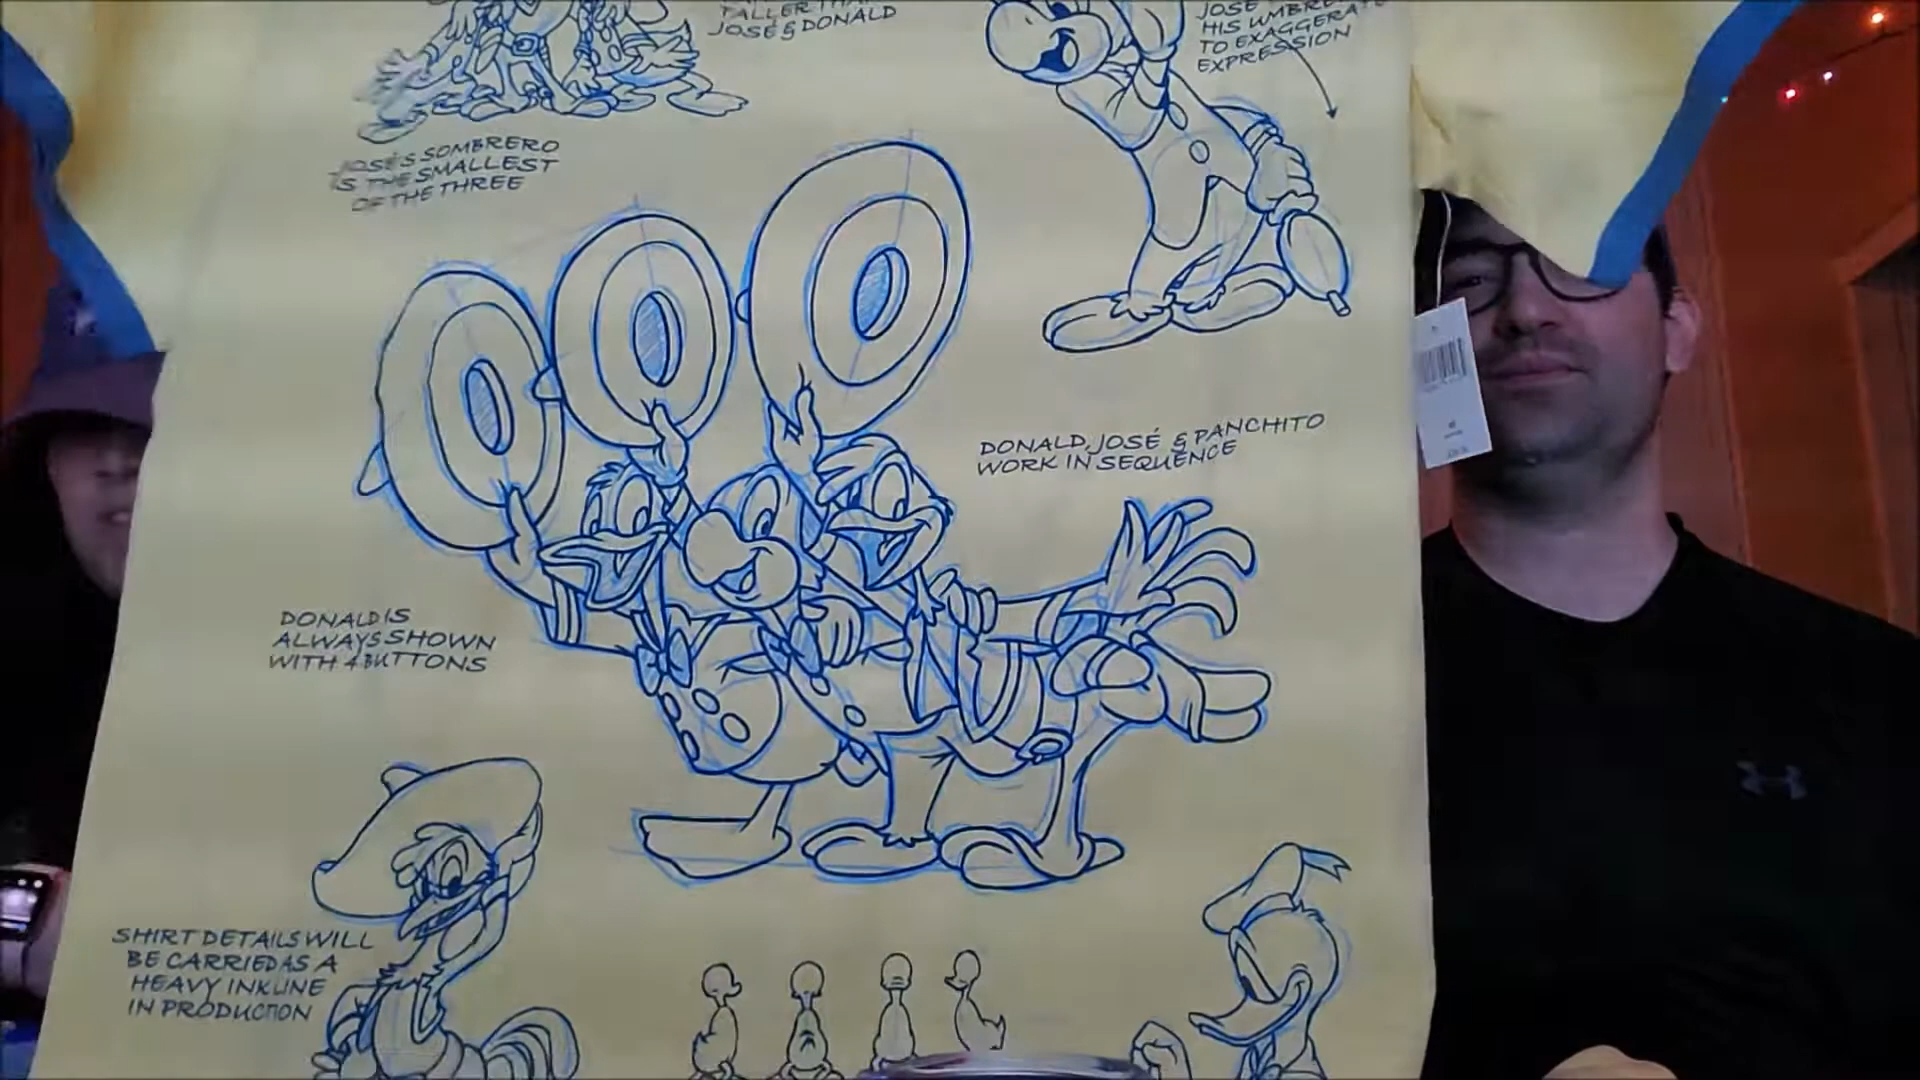 TALLER THAN
JOSÉ & DONALD
JOSE
HIS UMBRE
TO EXAGGERATE
EXPRESSION
JOSÉ'S SOMBRERO
IS THE SMALLEST
OF THE THREE
DONALD, JOSÉ & PANCHITO
WORK IN SEQUENCE
DONALD IS
ALWAYS SHOWN
WITH 4 BUTTONS
SHIRT DETAILS WILL
BE CARRIED AS A
HEAVY INKLINE
IN PRODUCTION